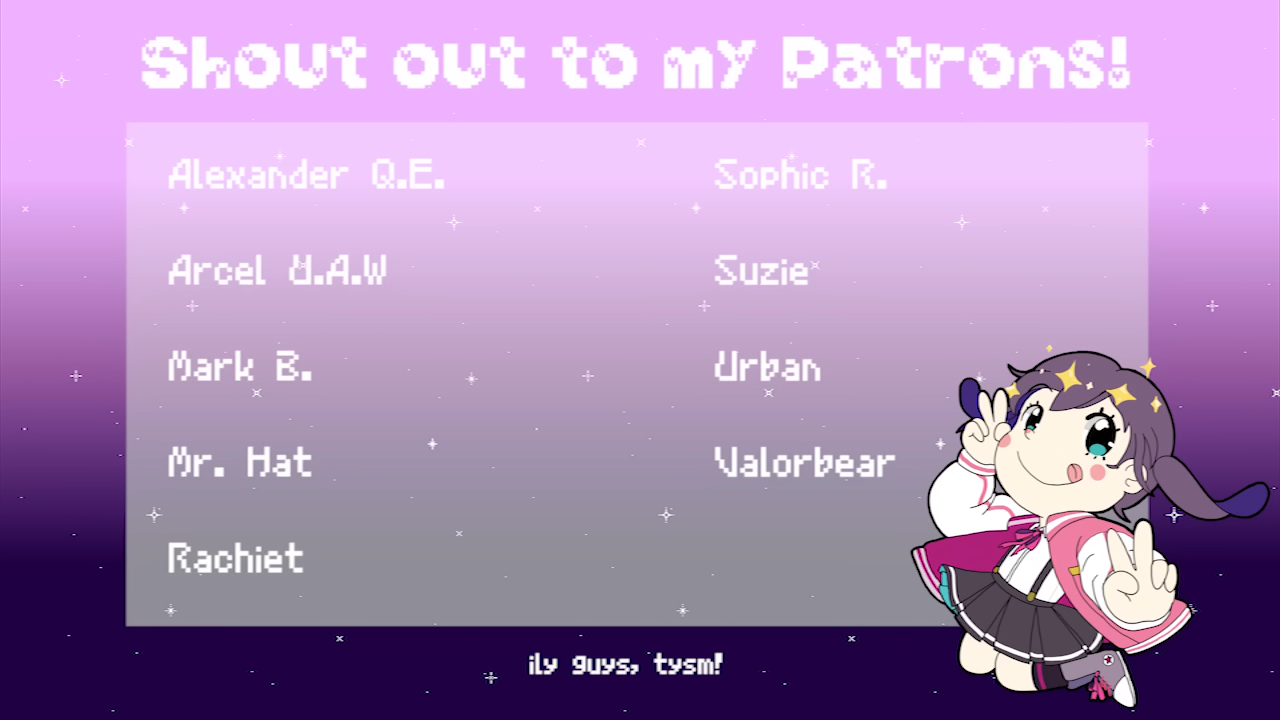 Shout out to my Patrons!
Alexander Q.E.
Arcel U.A.W
Mark B.
Mr. Hat
Rachiet
Sophic R.
Suzie
Urban
Valorbear
ily guys, tysm!